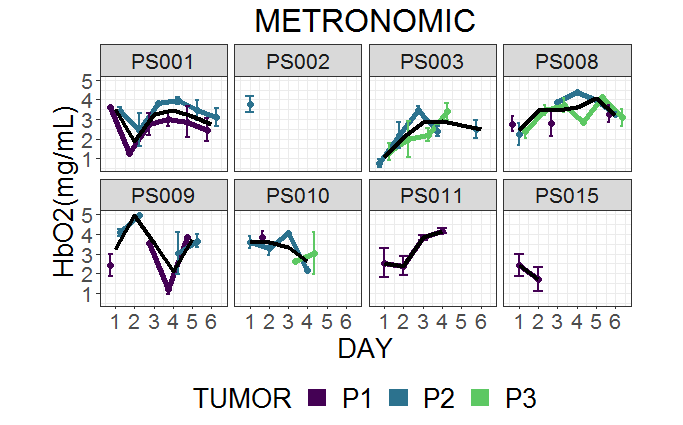 METRONOMIC
PS001 PS002 PS003 PS008
5
4
3
2
1
PS009 PS010 PS011 PS015
5
4
3
2
1
HbO2(mg/mL)
1 2 3 4 5 6 1 2 3 4 5 6 1 2 3 4 5 6 1 2 3 4 5 6
DAY
TUMOR P1 P2 P3